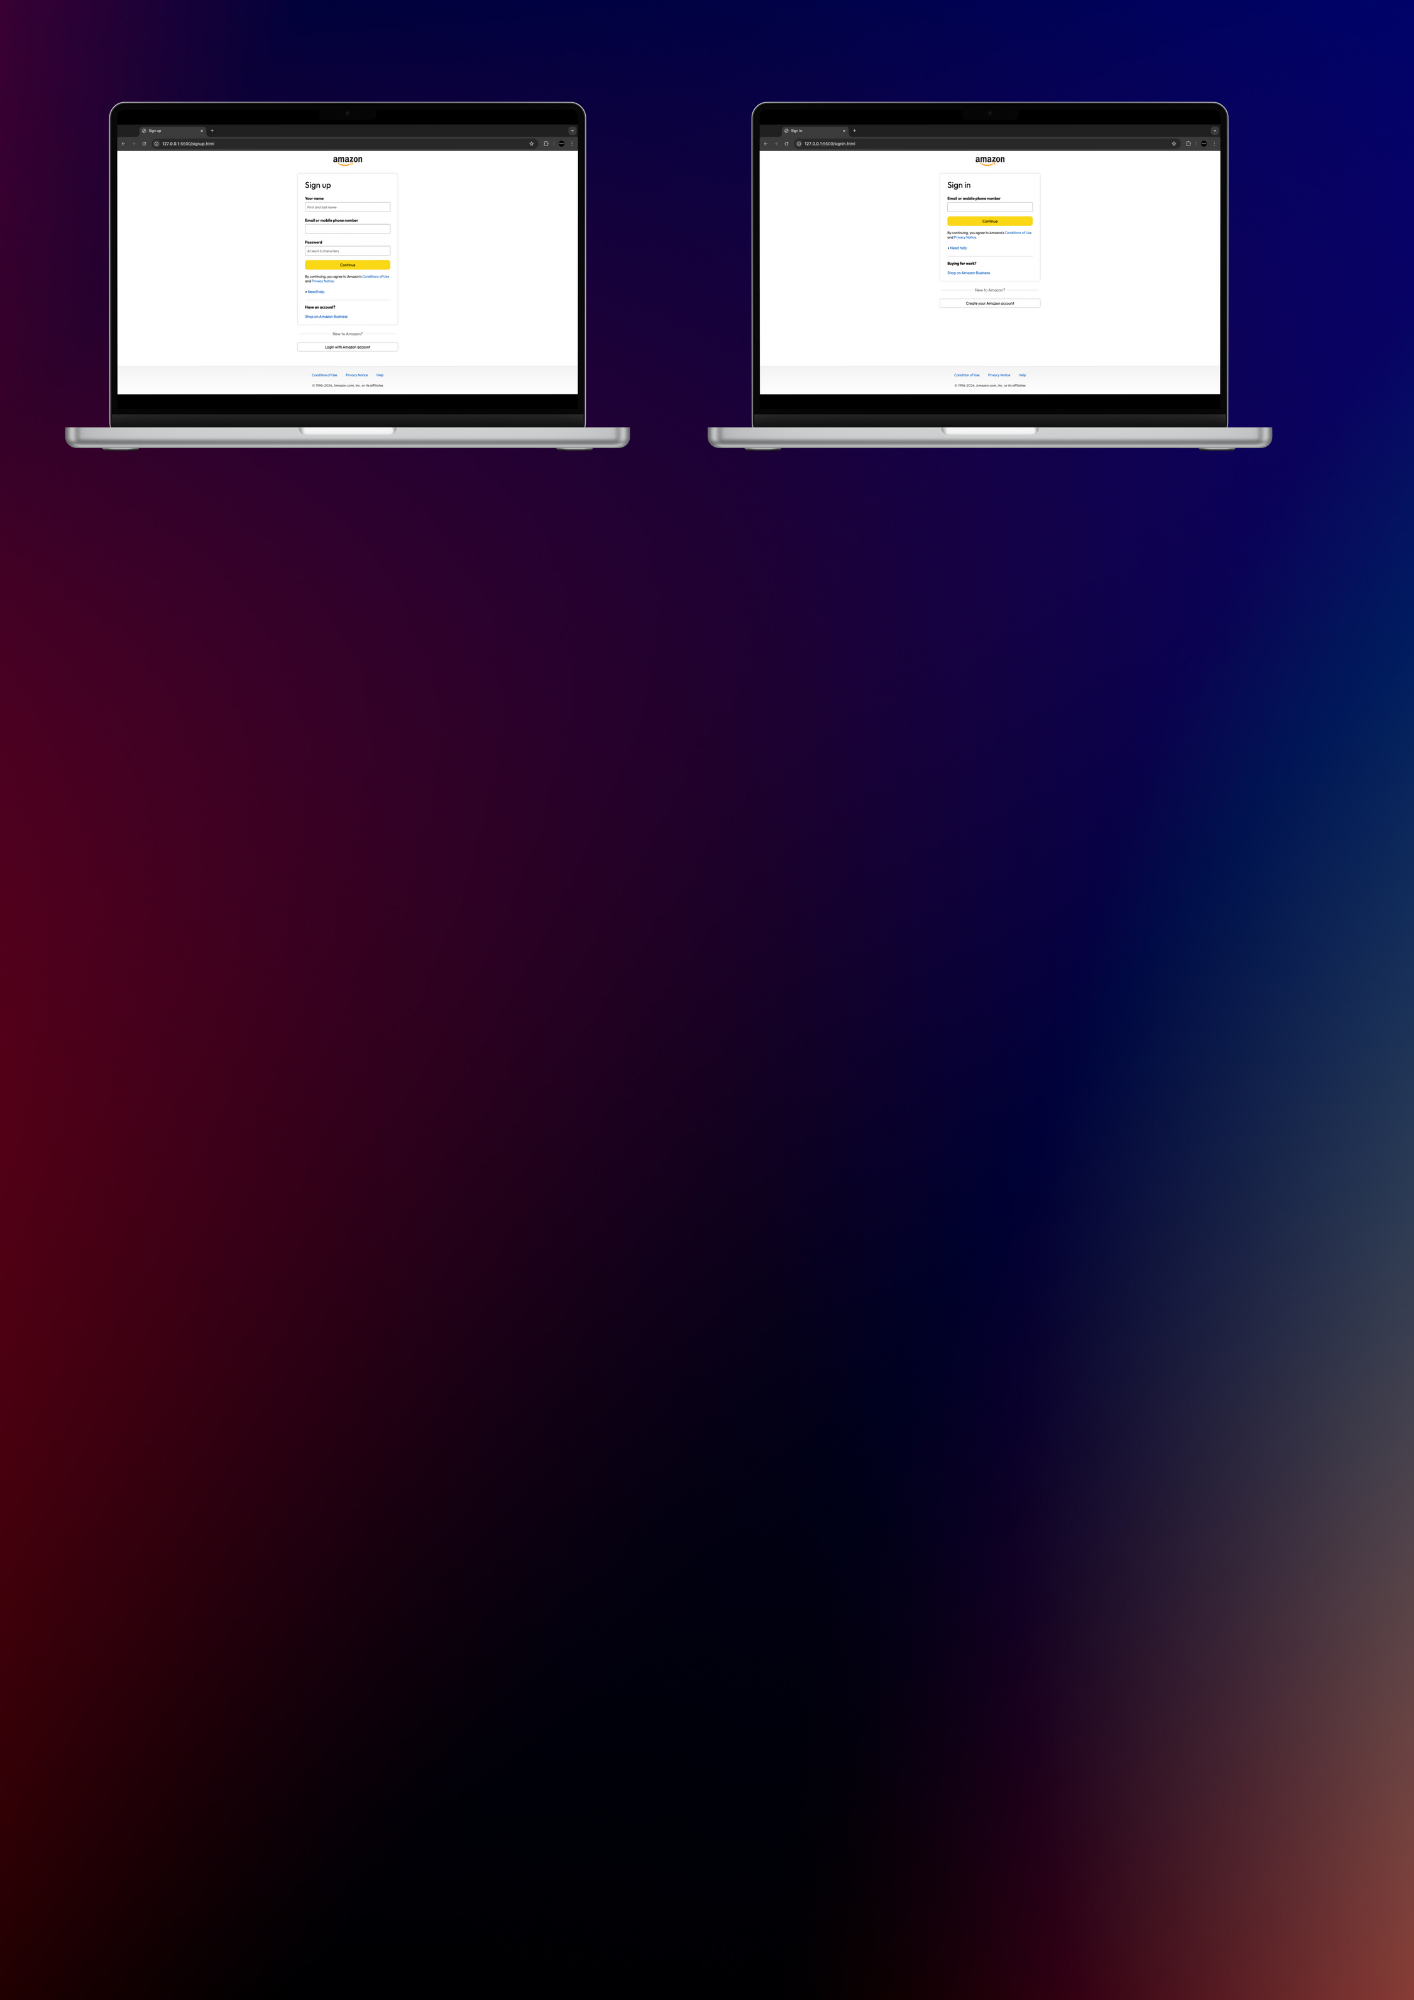 Sign up
127.0.0.1:5500/signup.html
amazon
Sign up
Your name
First and last name
Email or mobile phone number
Password
At least 6 characters
Continue
By continuing, you agree to Amazon's Conditions of Use
and Privacy Notice.
Need help
Have an account?
Shop on Amazon Business
New to Amazon?
Login with Amazon account
Condition of Use Privacy Notice Help
© 1996-2024, Amazon.com, Inc. or its affiliates
Sign in
127.0.0.1:5500/signin.html
amazon
Sign in
Email or mobile phone number
Continue
By continuing, you agree to Amazon's Conditions of Use
and Privacy Notice.
Need help
Buying for work?
Shop on Amazon Business
New to Amazon?
Create your Amazon account
Condition of Use Privacy Notice Help
© 1996-2024, Amazon.com, Inc. or its affiliates